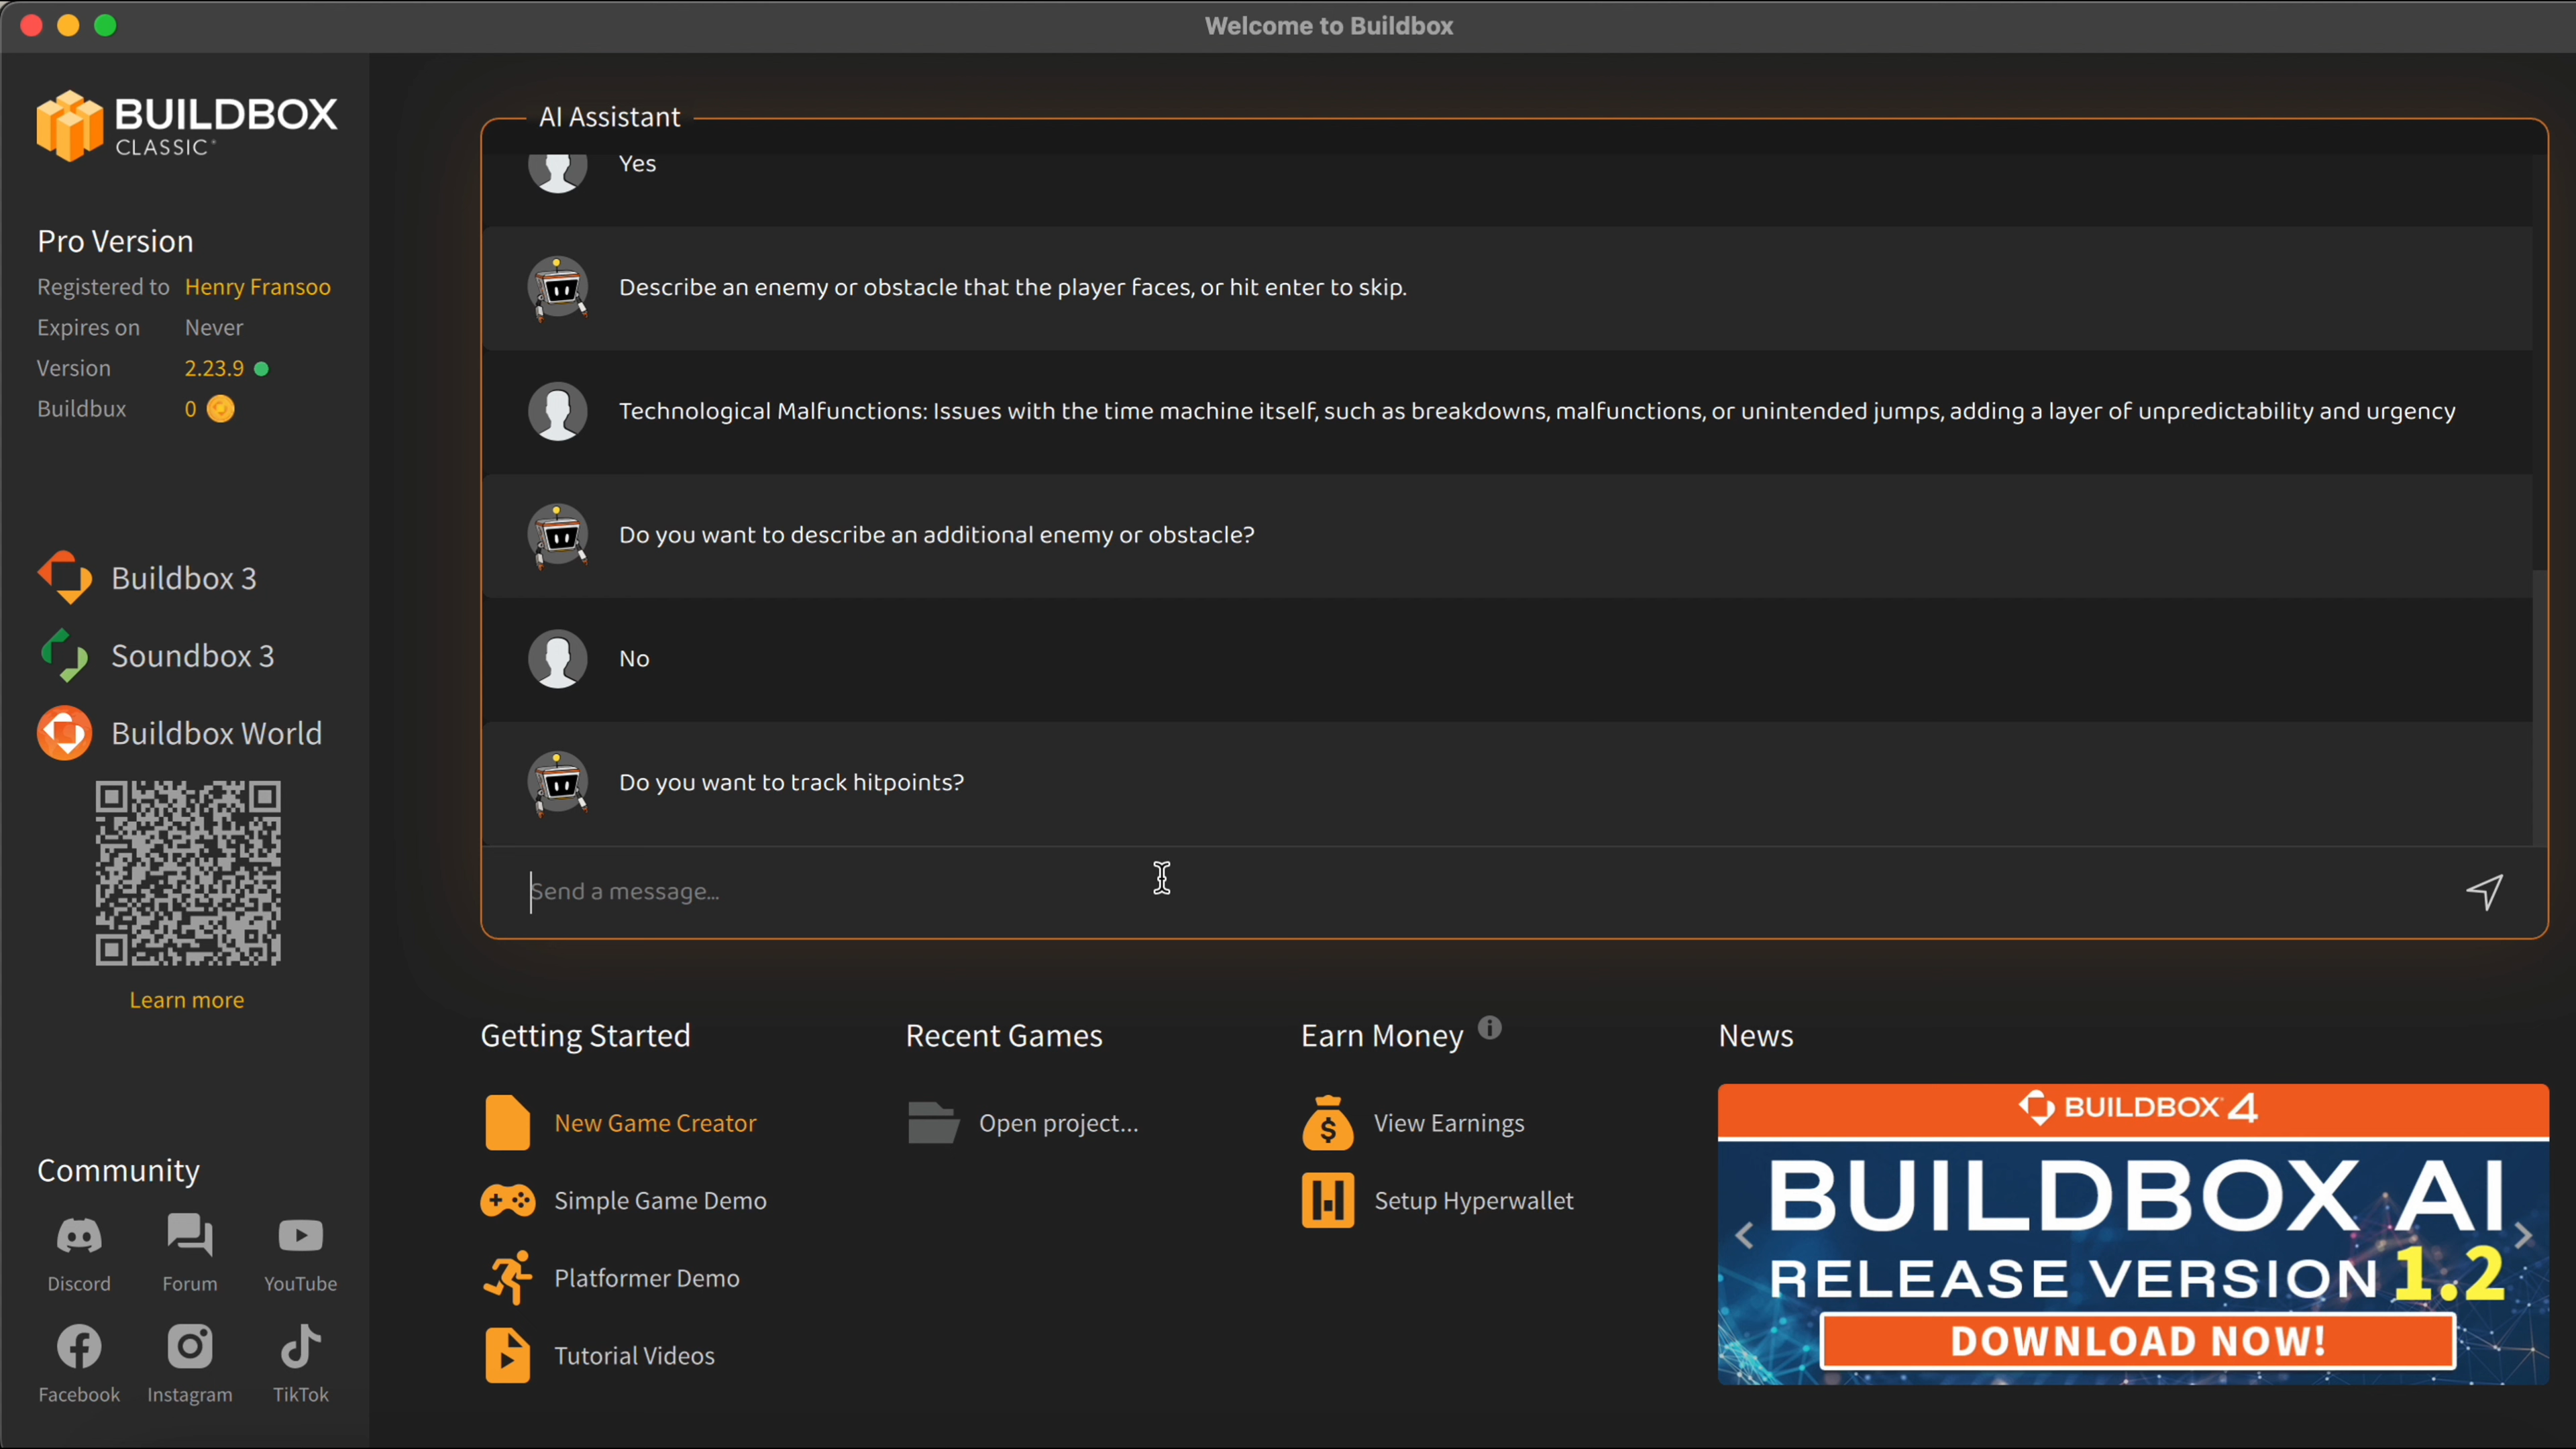 Welcome to Buildbox
BUILDBOX
CLASSIC
Pro Version
Registered to Henry Fransoo
Expires on Never
Version 2.23.9
Buildbux 0
Buildbox 3
Soundbox 3
Buildbox World
Learn more
Community
Discord Forum YouTube
Facebook Instagram TikTok
AI Assistant
Yes
Describe an enemy or obstacle that the player faces, or hit enter to skip.
Technological Malfunctions: Issues with the time machine itself, such as breakdowns, malfunctions, or unintended jumps, adding a layer of unpredictability and urgency
Do you want to describe an additional enemy or obstacle?
No
Do you want to track hitpoints?
Send a message...
Getting Started
New Game Creator
Simple Game Demo
Platformer Demo
Tutorial Videos
Recent Games
Open project...
Earn Money
View Earnings
Setup Hyperwallet
News
BUILDBOX 4
BUILDBOX AI
RELEASE VERSION 1.2
DOWNLOAD NOW!